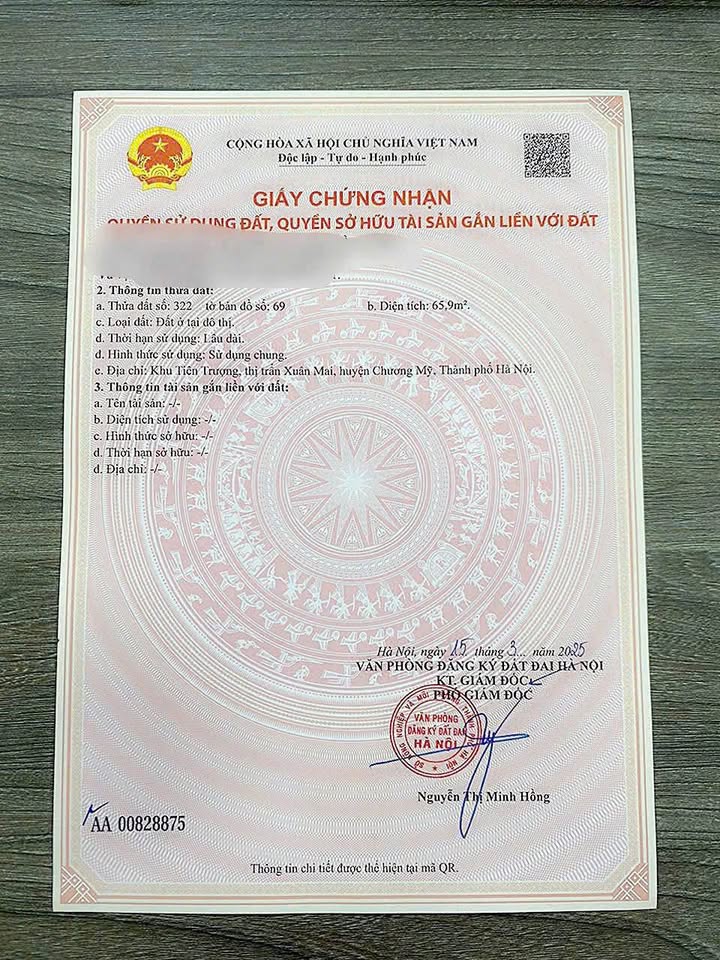 CỘNG HÒA XÃ HỘI CHỦ NGHĨA VIỆT NAM
Độc lập - Tự do - Hạnh phúc
GIẤY CHỨNG NHẬN
QUYỀN SỬ DỤNG ĐẤT, QUYỀN SỞ HỮU TÀI SẢN GẮN LIỀN VỚI ĐẤT
2. Thông tin thửa đất:
a. Thửa đất số: 322 tờ bản đồ số: 69 b. Diện tích: 65,9m².
c. Loại đất: Đất ở tại đô thị.
d. Thời hạn sử dụng: Lâu dài.
đ. Hình thức sử dụng: Sử dụng chung.
e. Địa chỉ: Khu Tiên Trượng, thị trấn Xuân Mai, huyện Chương Mỹ, Thành phố Hà Nội.
3. Thông tin tài sản gắn liền với đất:
a. Tên tài sản: -/-
b. Diện tích sử dụng: -/-
c. Hình thức sở hữu: -/-
d. Thời hạn sở hữu: -/-
đ. Địa chỉ: -/-
Hà Nội, ngày 15 tháng 3... năm 2025
VĂN PHÒNG ĐĂNG KÝ ĐẤT ĐAI HÀ NỘI
KT. GIÁM ĐỐC
PHÓ GIÁM ĐỐC
VĂN PHÒNG
ĐĂNG KÝ ĐẤT ĐAI
HÀ NỘI
Nguyễn Thị Minh Hồng
AA 00828875
Thông tin chi tiết được thể hiện tại mã QR.